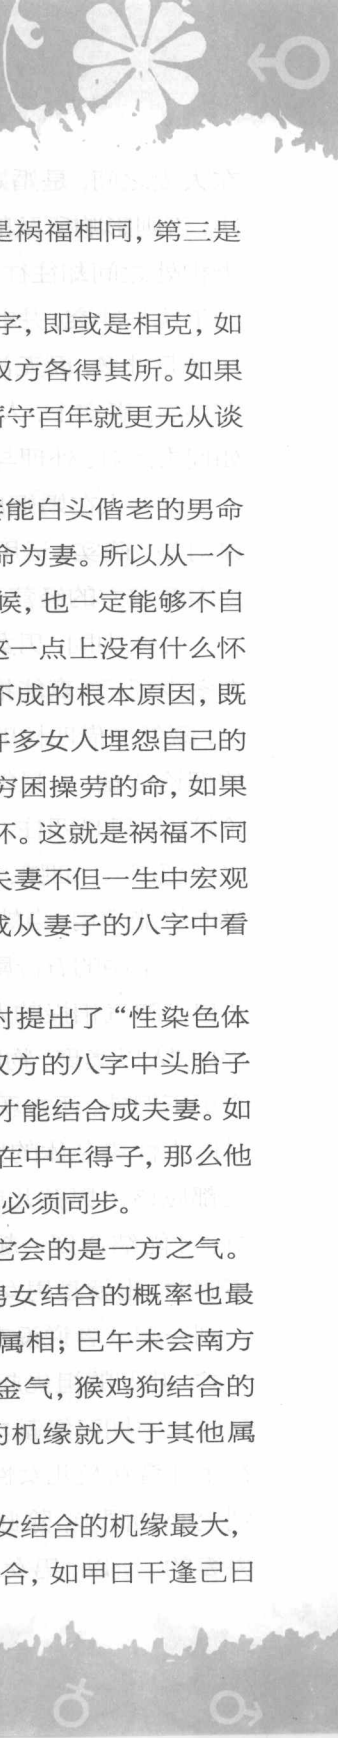 是祸福相同，第三是
字，即或是相克，如
双方各得其所。如果
守百年就更无从谈
能白头偕老的男命
命为妻。所以从一个
候，也一定能够不自
这一点上没有什么怀
不成的根本原因，既
许多女人埋怨自己的
穷困操劳的命，如果
怀。这就是祸福不同
夫妻不但一生中宏观
或从妻子的八字中看
时提出了“性染色体
双方的八字中头胎子
才能结合成夫妻。如
在中年得子，那么他
必须同步。
它会的是一方之气。
男女结合的概率也最
属相；巳午未会南方
金气，猴鸡狗结合的
的机缘就大于其他属
女结合的机缘最大，
合，如甲日干逢己日